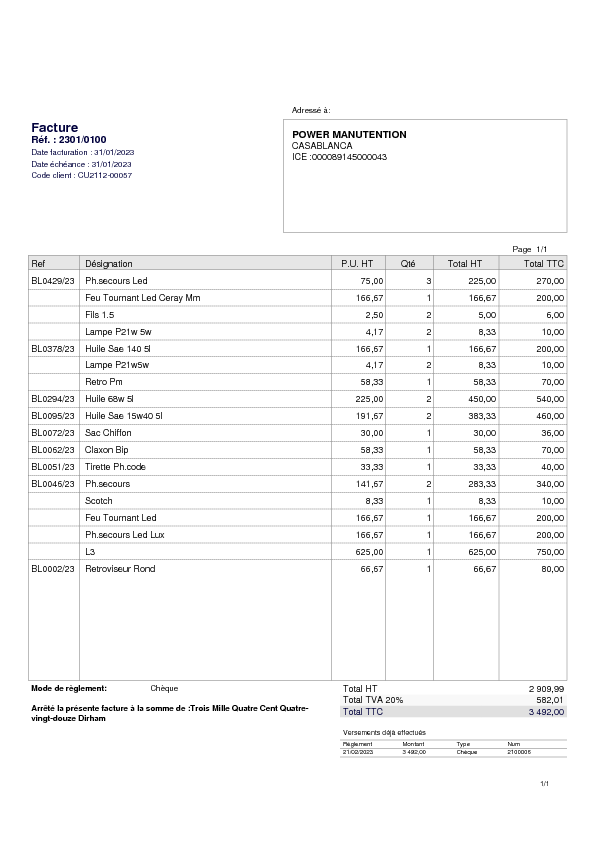 Adressé à:
Facture
Réf. : 2301/0100
Date facturation : 31/01/2023
Date échéance : 31/01/2023
Code client : CU2112-00057
POWER MANUTENTION
CASABLANCA
ICE :000089145000043
Page 1/1
Ref Désignation P.U. HT Qté Total HT Total TTC
BL0429/23 Ph.secours Led 75,00 3 225,00 270,00
Feu Tournant Led Ceray Mm 166,67 1 166,67 200,00
Fils 1.5 2,50 2 5,00 6,00
Lampe P21w 5w 4,17 2 8,33 10,00
BL0378/23 Huile Sae 140 5l 166,67 1 166,67 200,00
Lampe P21w5w 4,17 2 8,33 10,00
Retro Pm 58,33 1 58,33 70,00
BL0294/23 Huile 68w 5l 225,00 2 450,00 540,00
BL0095/23 Huile Sae 15w40 5l 191,67 2 383,33 460,00
BL0072/23 Sac Chiffon 30,00 1 30,00 36,00
BL0062/23 Claxon Bip 58,33 1 58,33 70,00
BL0051/23 Tirette Ph.code 33,33 1 33,33 40,00
BL0046/23 Ph.secours 141,67 2 283,33 340,00
Scotch 8,33 1 8,33 10,00
Feu Tournant Led 166,67 1 166,67 200,00
Ph.secours Led Lux 166,67 1 166,67 200,00
L3 625,00 1 625,00 750,00
BL0002/23 Retroviseur Rond 66,67 1 66,67 80,00
Mode de règlement: Chèque
Total HT 2 909,99
Total TVA 20% 582,01
Total TTC 3 492,00
Arrêté la présente facture à la somme de :Trois Mille Quatre Cent Quatre-
vingt-douze Dirham
Versements déjà effectués
Règlement Montant Type Num
21/02/2023 3 492,00 Chèque 2100006
1/1